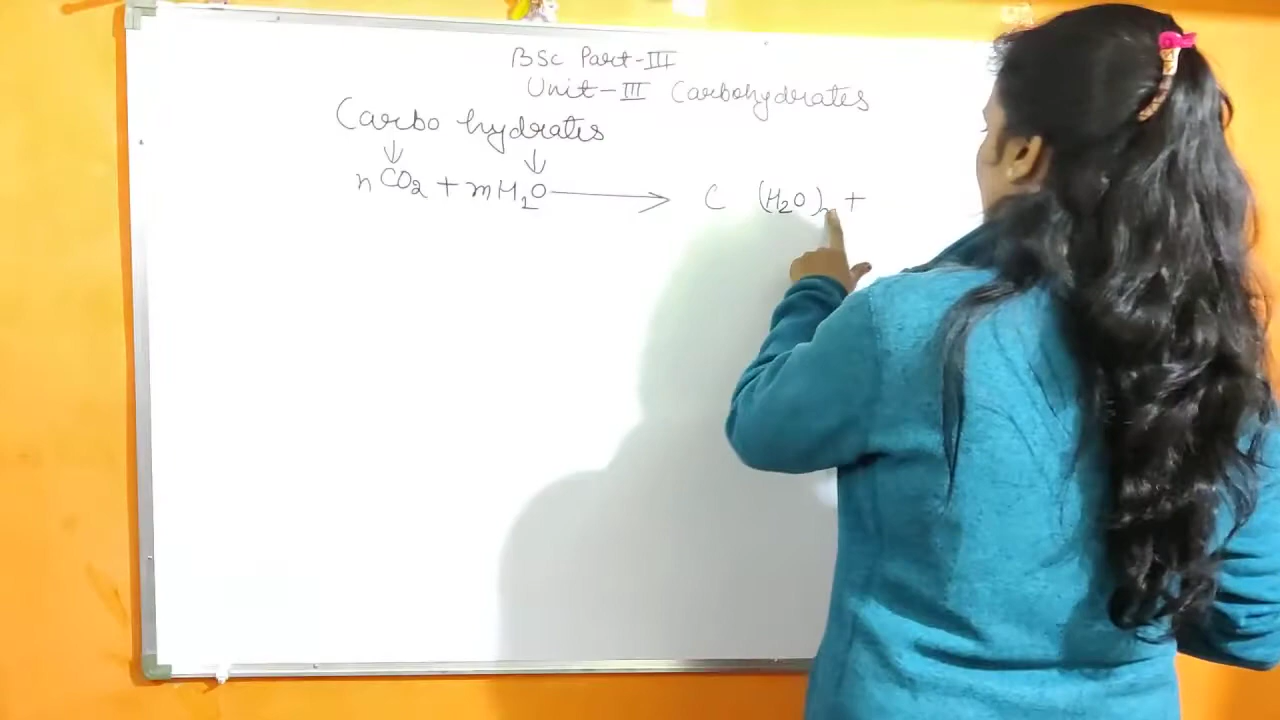 BSc Part-III
Unit-III Carbohydrates
Carbo hydrates
↓ ↓
nCO2 + mH2O ⟶ C (H2O) +